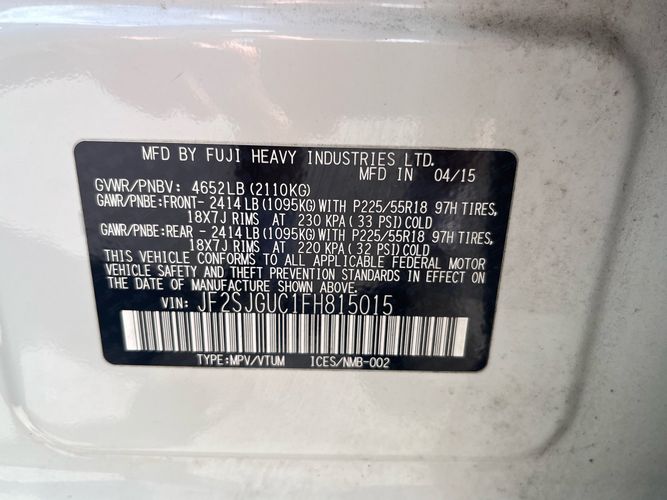 MFD BY FUJI HEAVY INDUSTRIES LTD.
MFD IN 04/15
GVWR/PNBV: 4652LB (2110KG)
GAWR/PNBE:FRONT- 2414 LB (1095KG) WITH P225/55R18 97H TIRES,
18X7J RIMS AT 230 KPA ( 33 PSI) COLD
GAWR/PNBE:REAR - 2414 LB (1095KG) WITH P225/55R18 97H TIRES,
18X7J RIMS AT 220 KPA ( 32 PSI) COLD
THIS VEHICLE CONFORMS TO ALL APPLICABLE FEDERAL MOTOR
VEHICLE SAFETY AND THEFT PREVENTION STANDARDS IN EFFECT ON
THE DATE OF MANUFACTURE SHOWN ABOVE.
VIN: JF2SJGUC1FH815015
TYPE:MPV/VTUM ICES/NMB-002